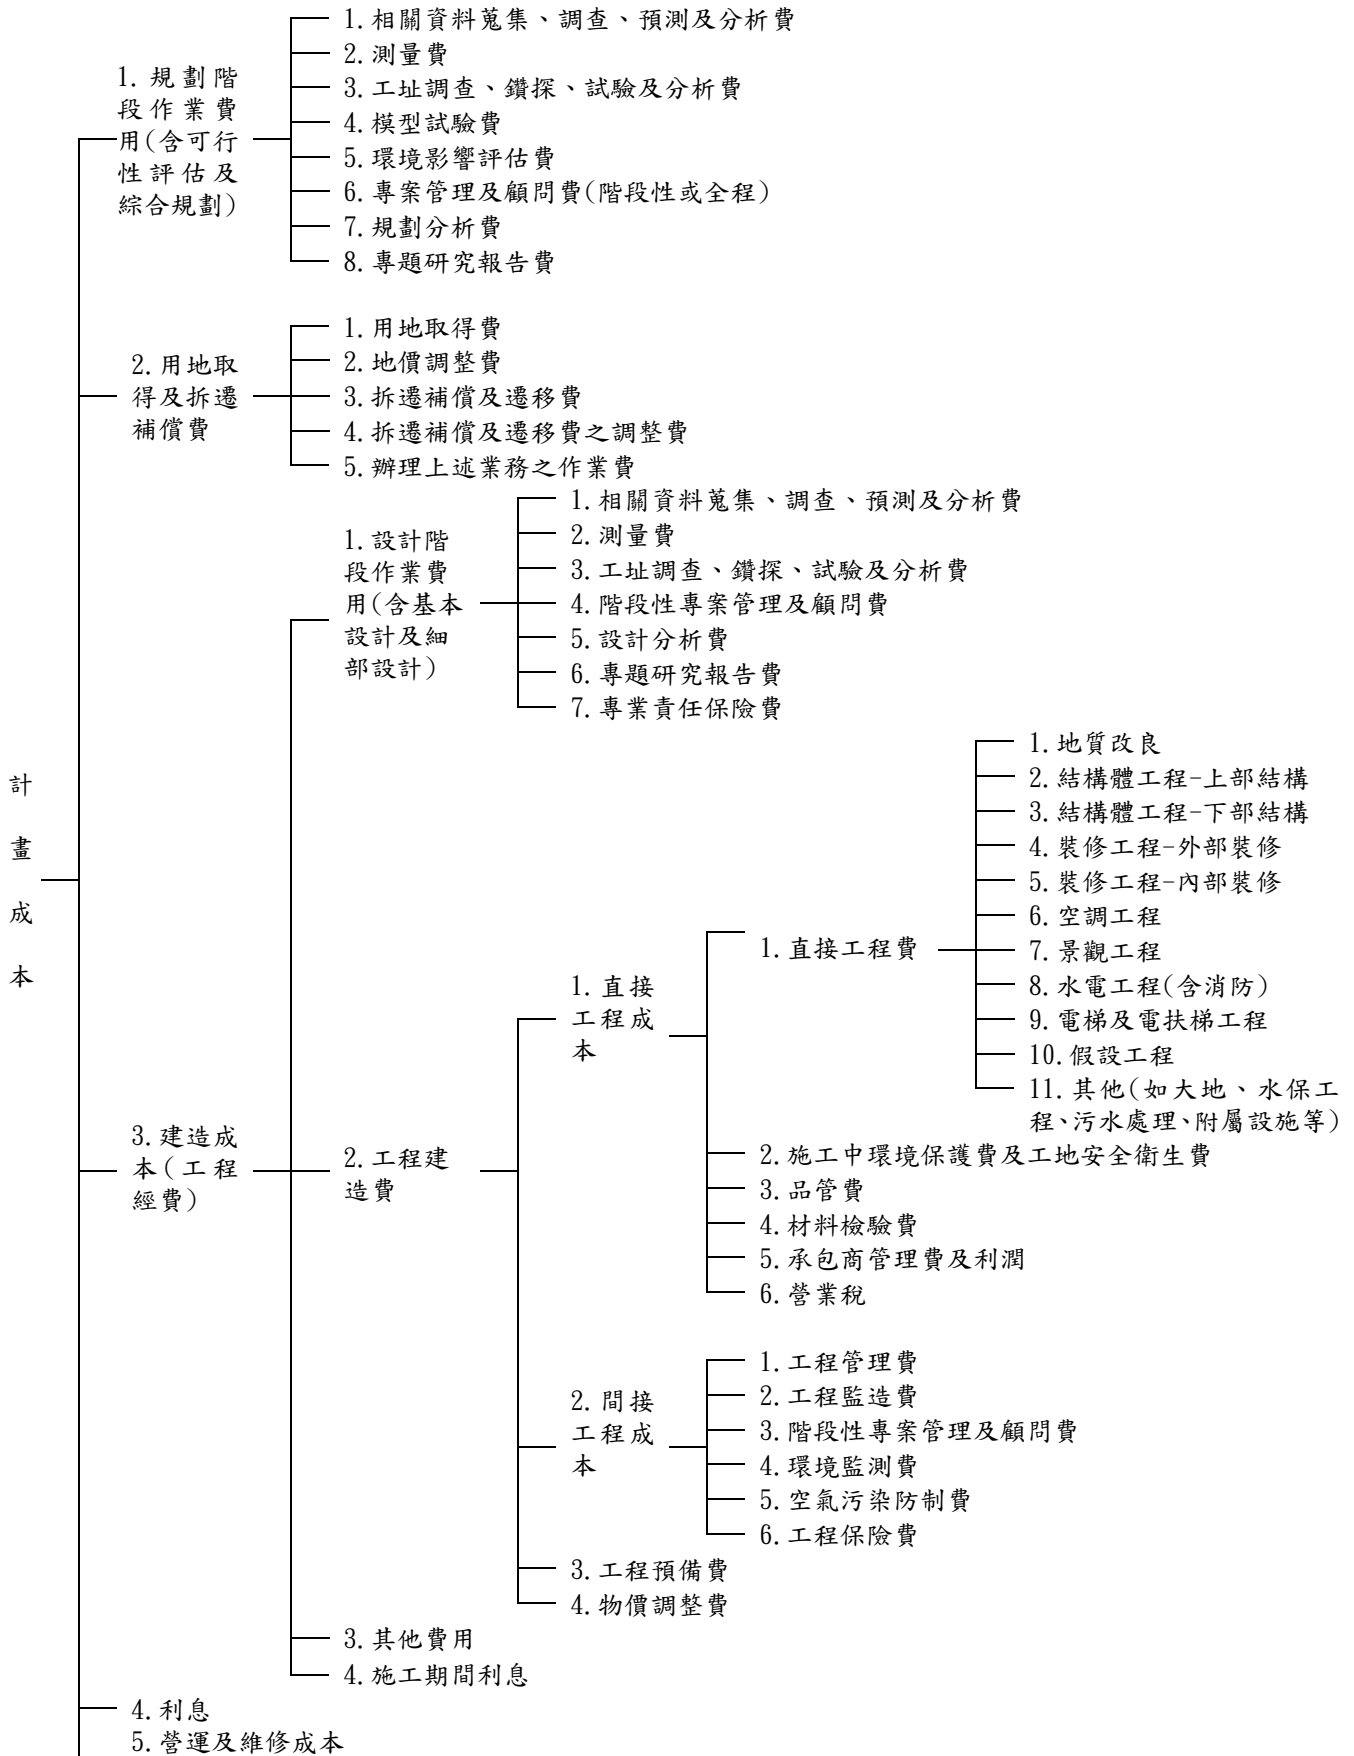 計
畫
成
本
1.規劃階
段作業費
用(含可行
性評估及
綜合規劃)
1.相關資料蒐集、調查、預測及分析費
2.測量費
3.工址調查、鑽探、試驗及分析費
4.模型試驗費
5.環境影響評估費
6.專案管理及顧問費(階段性或全程)
7.規劃分析費
8.專題研究報告費
2.用地取
得及拆遷
補償費
1.用地取得費
2.地價調整費
3.拆遷補償及遷移費
4.拆遷補償及遷移費之調整費
5.辦理上述業務之作業費
3.建造成
本(工程
經費)
1.設計階
段作業費
用(含基本
設計及細
部設計)
1.相關資料蒐集、調查、預測及分析費
2.測量費
3.工址調查、鑽探、試驗及分析費
4.階段性專案管理及顧問費
5.設計分析費
6.專題研究報告費
7.專業責任保險費
2.工程建
造費
1.直接
工程成
本
1.直接工程費
1.地質改良
2.結構體工程-上部結構
3.結構體工程-下部結構
4.裝修工程-外部裝修
5.裝修工程-內部裝修
6.空調工程
7.景觀工程
8.水電工程(含消防)
9.電梯及電扶梯工程
10.假設工程
11.其他(如大地、水保工
程、污水處理、附屬設施等)
2.施工中環境保護費及工地安全衛生費
3.品管費
4.材料檢驗費
5.承包商管理費及利潤
6.營業稅
2.間接
工程成
本
1.工程管理費
2.工程監造費
3.階段性專案管理及顧問費
4.環境監測費
5.空氣污染防制費
6.工程保險費
3.工程預備費
4.物價調整費
3.其他費用
4.施工期間利息
4.利息
5.營運及維修成本